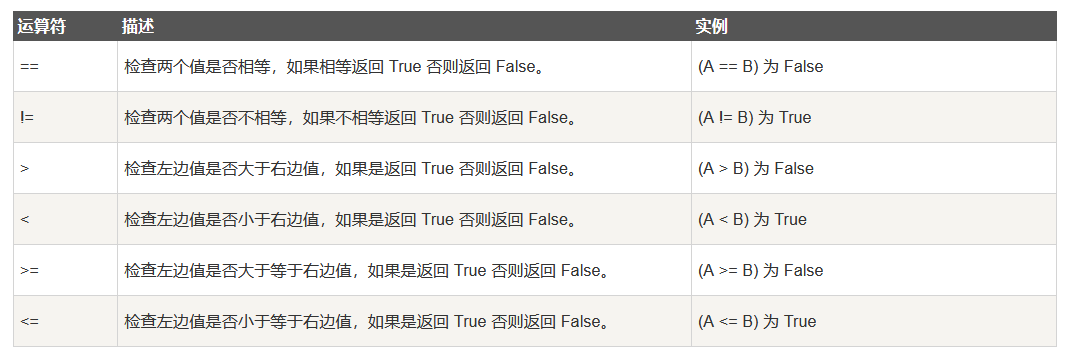 运算符 描述 实例
== 检查两个值是否相等，如果相等返回 True 否则返回 False。 (A == B) 为 False
!= 检查两个值是否不相等，如果不相等返回 True 否则返回 False。 (A != B) 为 True
> 检查左边值是否大于右边值，如果是返回 True 否则返回 False。 (A > B) 为 False
< 检查左边值是否小于右边值，如果是返回 True 否则返回 False。 (A < B) 为 True
>= 检查左边值是否大于等于右边值，如果是返回 True 否则返回 False。 (A >= B) 为 False
<= 检查左边值是否小于等于右边值，如果是返回 True 否则返回 False。 (A <= B) 为 True